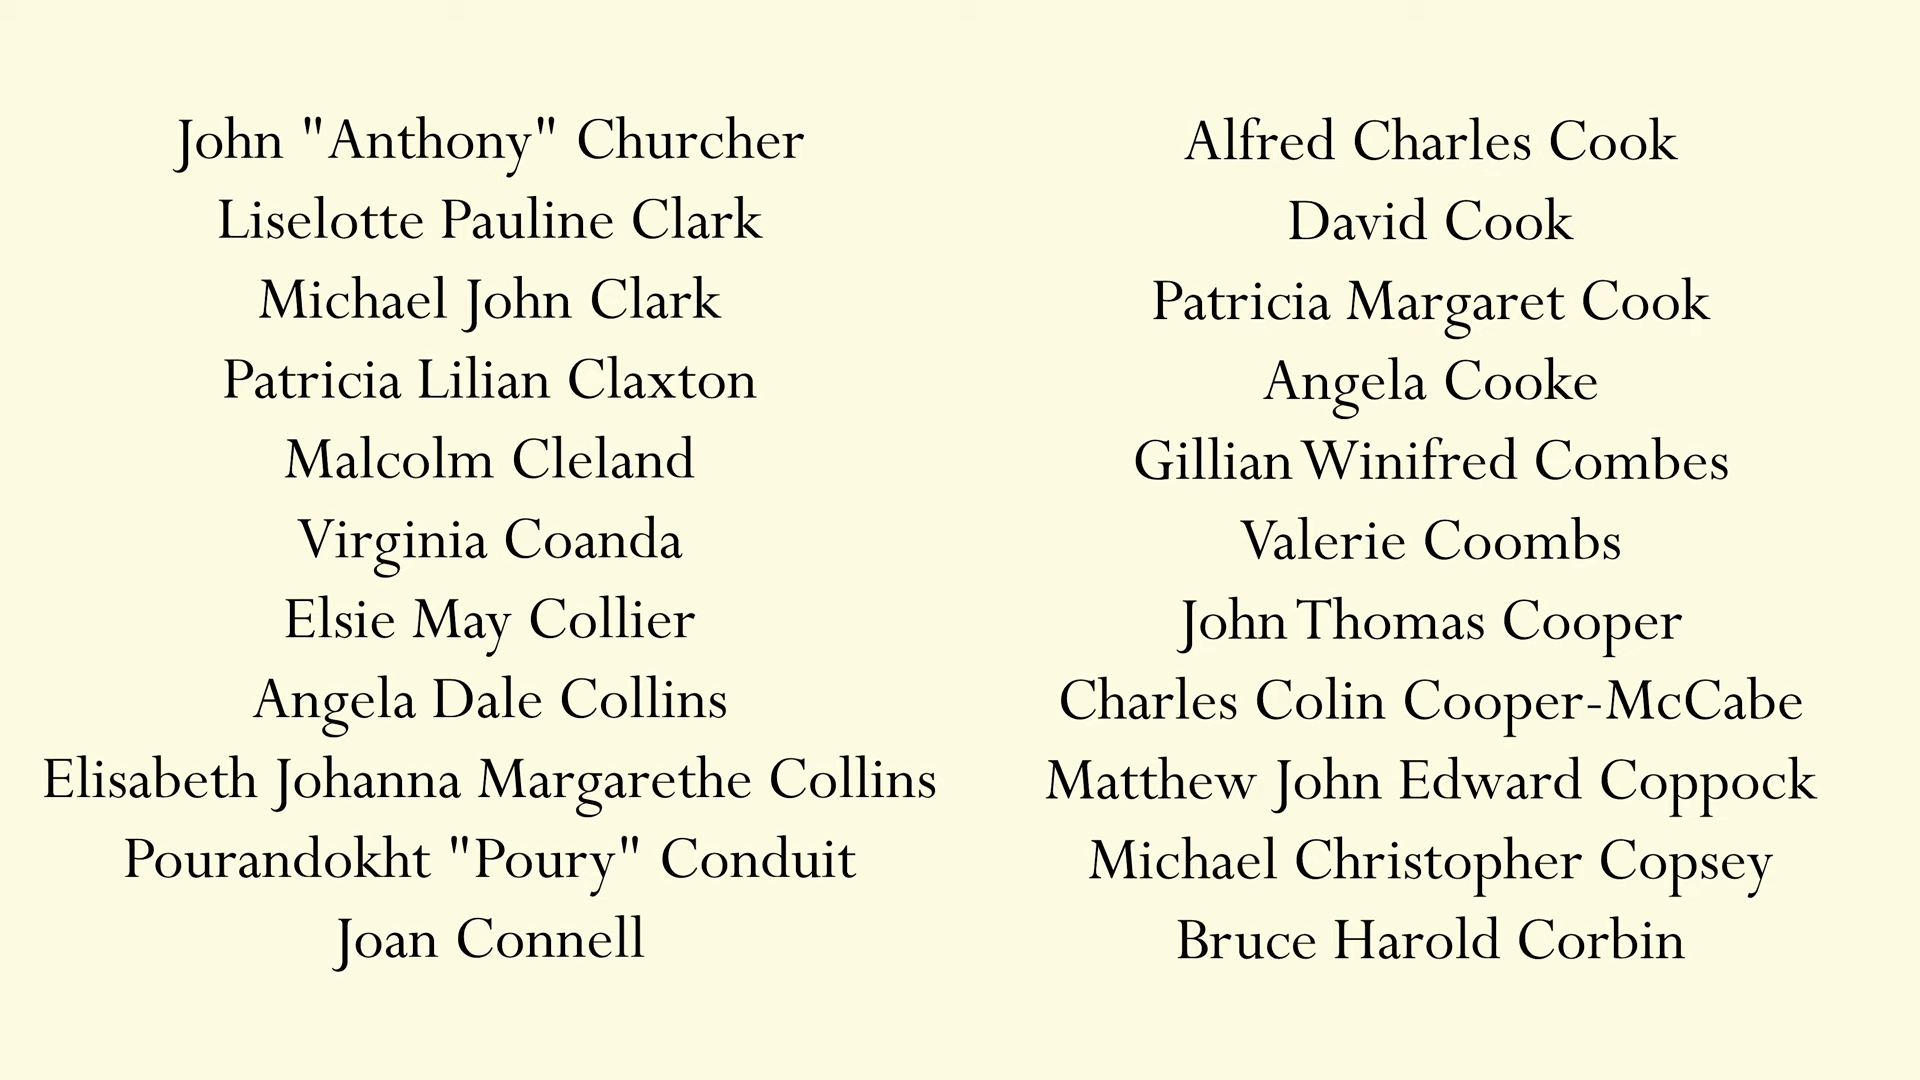 John "Anthony" Churcher
Liselotte Pauline Clark
Michael John Clark
Patricia Lilian Claxton
Malcolm Cleland
Virginia Coanda
Elsie May Collier
Angela Dale Collins
Elisabeth Johanna Margarethe Collins
Pourandokht "Poury" Conduit
Joan Connell
Alfred Charles Cook
David Cook
Patricia Margaret Cook
Angela Cooke
Gillian Winifred Combes
Valerie Coombs
John Thomas Cooper
Charles Colin Cooper-McCabe
Matthew John Edward Coppock
Michael Christopher Copsey
Bruce Harold Corbin